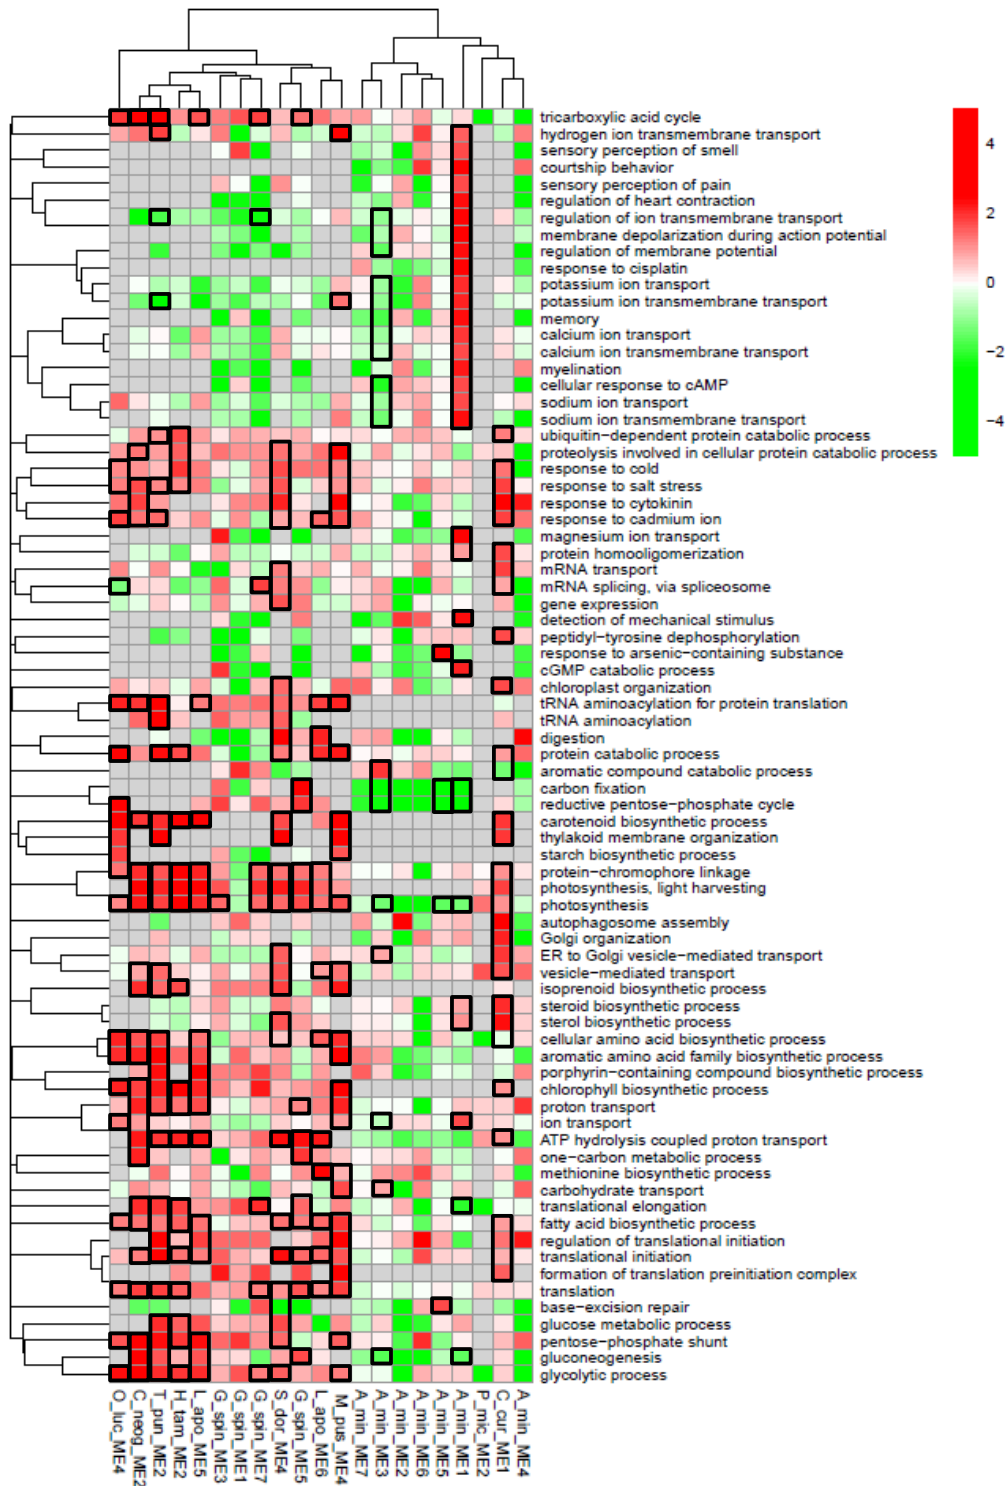 tricarboxylic acid cycle
hydrogen ion transmembrane transport
sensory perception of smell
courtship behavior
sensory perception of pain
regulation of heart contraction
regulation of ion transmembrane transport
membrane depolarization during action potential
regulation of membrane potential
response to cisplatin
potassium ion transport
potassium ion transmembrane transport
memory
calcium ion transport
calcium ion transmembrane transport
myelination
cellular response to cAMP
sodium ion transport
sodium ion transmembrane transport
ubiquitin−dependent protein catabolic process
proteolysis involved in cellular protein catabolic process
response to cold
response to salt stress
response to cytokinin
response to cadmium ion
magnesium ion transport
protein homooligomerization
mRNA transport
mRNA splicing, via spliceosome
gene expression
detection of mechanical stimulus
peptidyl−tyrosine dephosphorylation
response to arsenic−containing substance
cGMP catabolic process
chloroplast organization
tRNA aminoacylation for protein translation
tRNA aminoacylation
digestion
protein catabolic process
aromatic compound catabolic process
carbon fixation
reductive pentose−phosphate cycle
carotenoid biosynthetic process
thylakoid membrane organization
starch biosynthetic process
protein−chromophore linkage
photosynthesis, light harvesting
photosynthesis
autophagosome assembly
Golgi organization
ER to Golgi vesicle−mediated transport
vesicle−mediated transport
isoprenoid biosynthetic process
steroid biosynthetic process
sterol biosynthetic process
cellular amino acid biosynthetic process
aromatic amino acid family biosynthetic process
porphyrin−containing compound biosynthetic process
chlorophyll biosynthetic process
proton transport
ion transport
ATP hydrolysis coupled proton transport
one−carbon metabolic process
methionine biosynthetic process
carbohydrate transport
translational elongation
fatty acid biosynthetic process
regulation of translational initiation
translational initiation
formation of translation preinitiation complex
translation
base−excision repair
glucose metabolic process
pentose−phosphate shunt
gluconeogenesis
glycolytic process
4
2
0
−2
−4
O_luc_ME4
C_neog_ME2
T_pun_ME2
H_tam_ME2
L_apo_ME5
G_spin_ME3
G_spin_ME1
G_spin_ME7
S_dor_ME4
G_spin_ME5
L_apo_ME6
M_pus_ME4
A_min_ME7
A_min_ME3
A_min_ME2
A_min_ME6
A_min_ME5
A_min_ME1
P_mic_ME2
C_cur_ME1
A_min_ME4